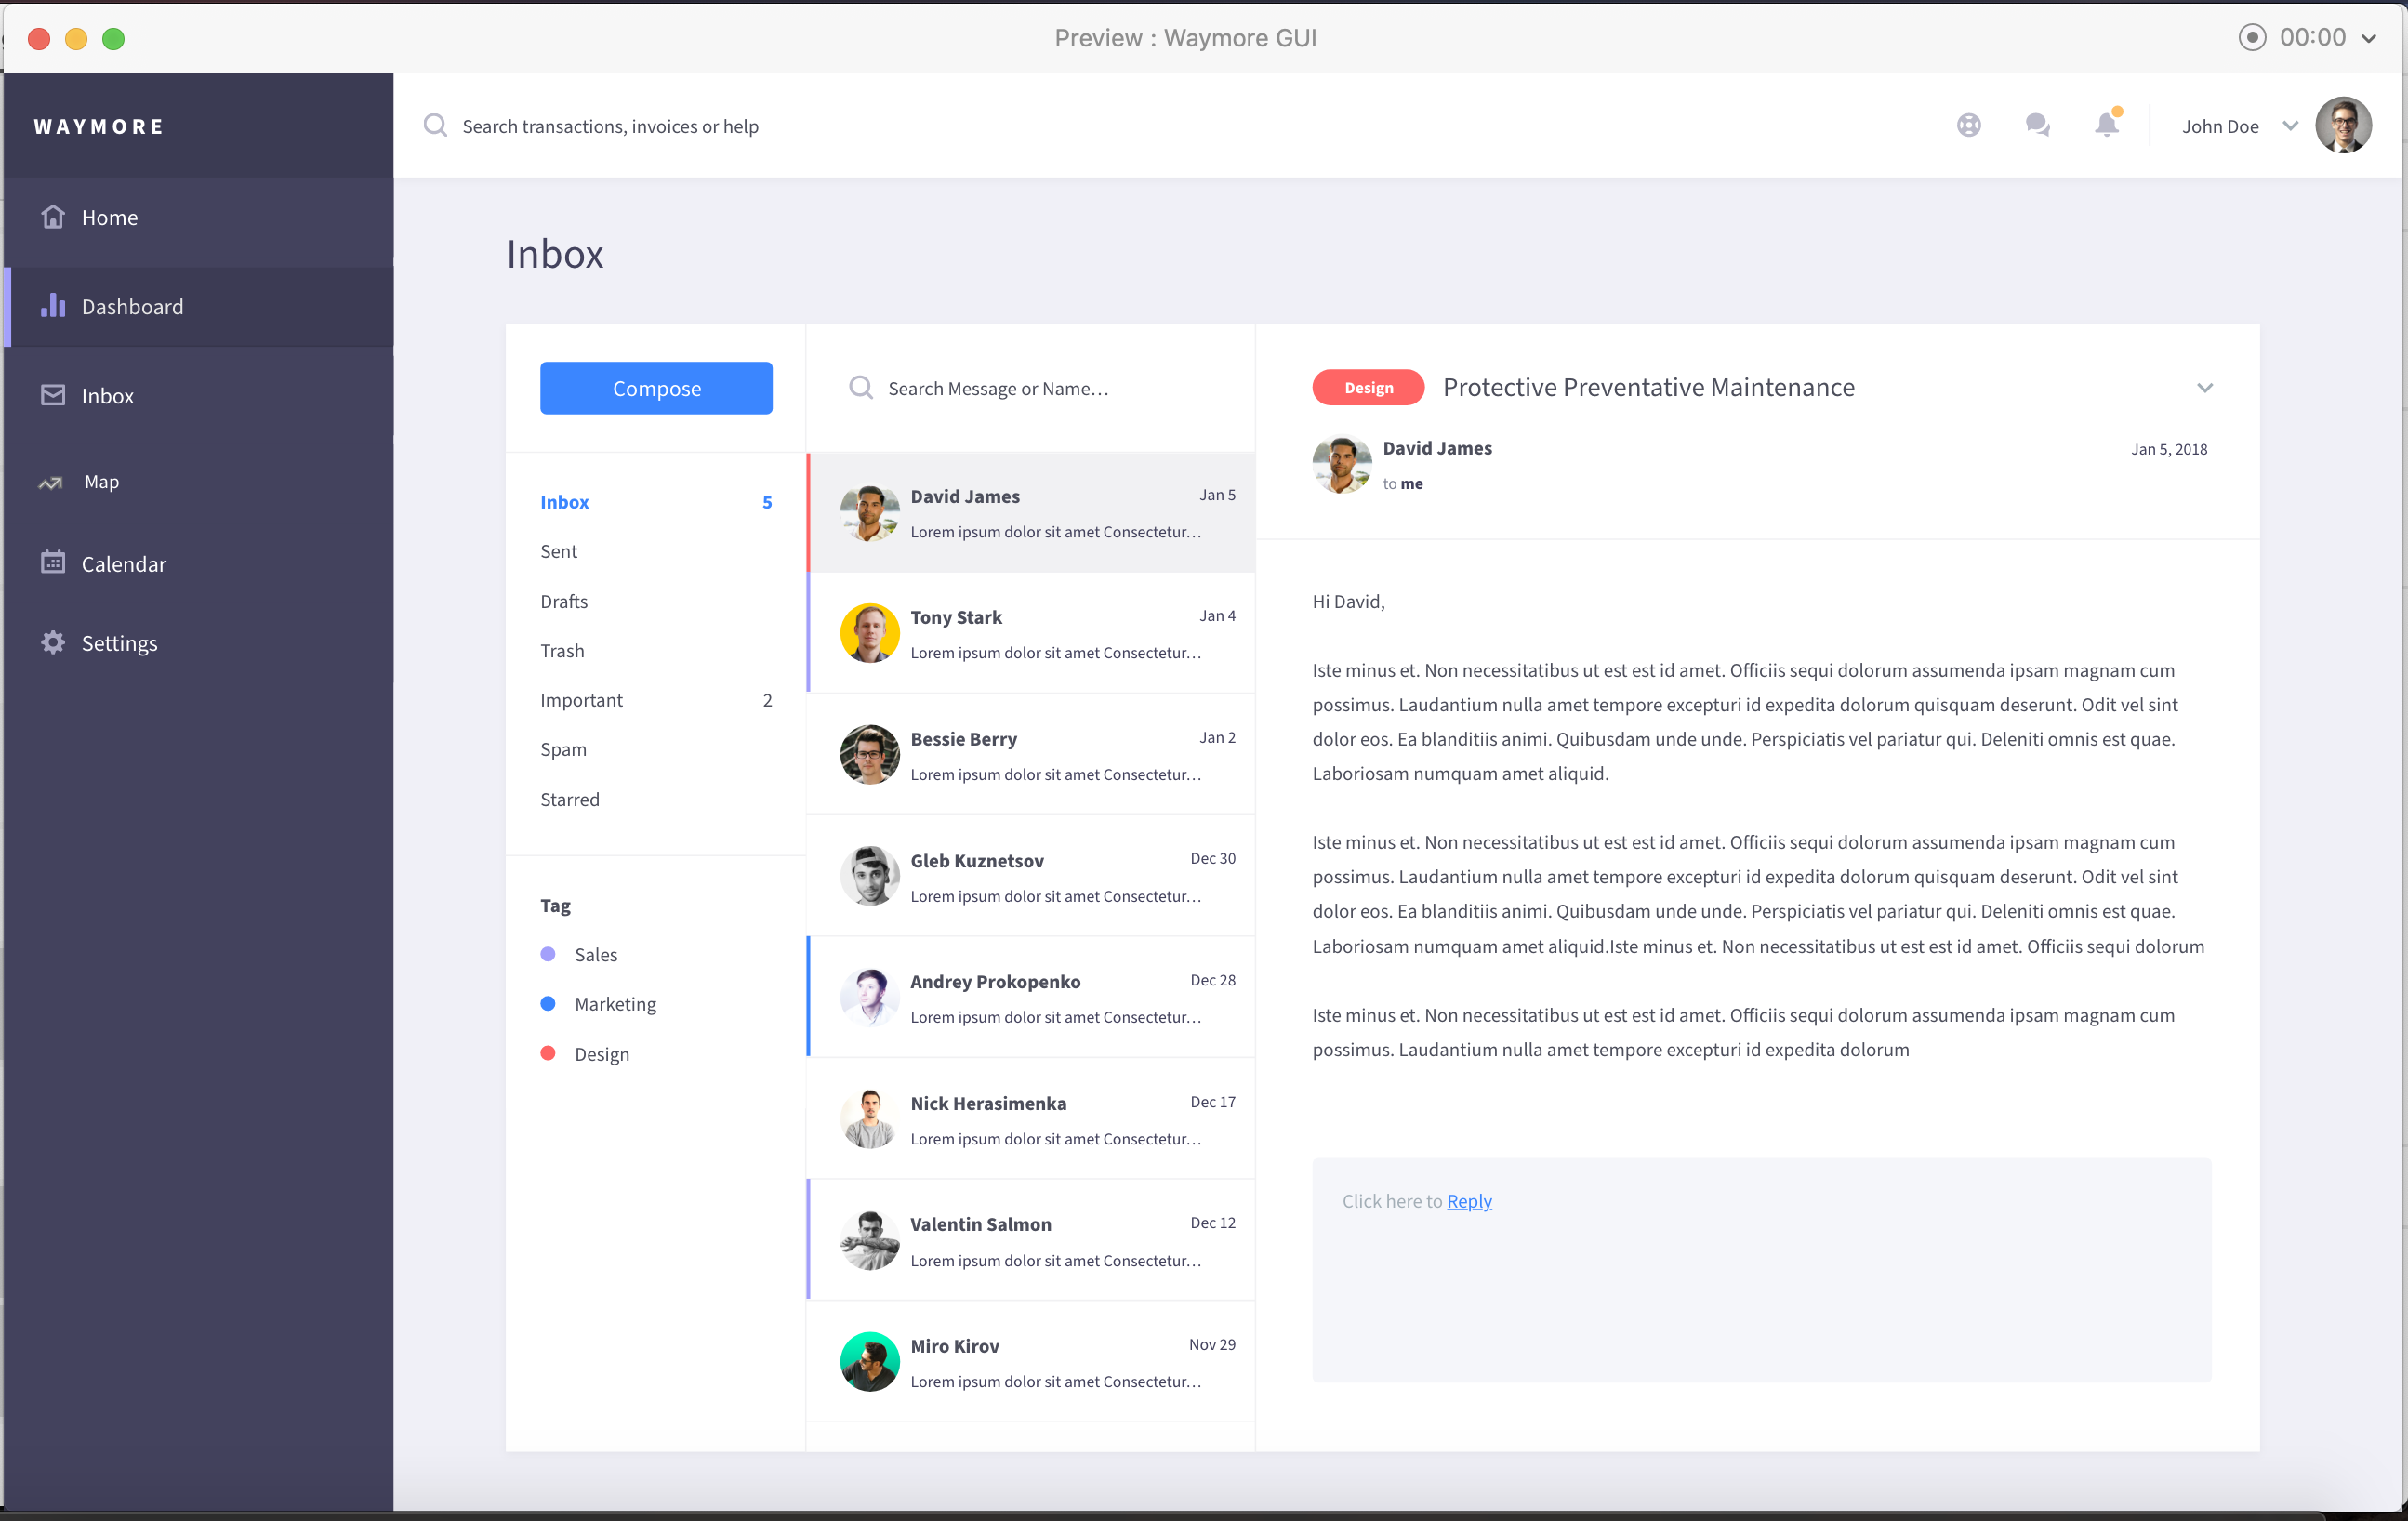 Preview : Waymore GUI
00:00
WAYMORE
Search transactions, invoices or help
John Doe
Home
Dashboard
Inbox
Map
Calendar
Settings
Inbox
Compose
Inbox 5
Sent
Drafts
Trash
Important 2
Spam
Starred
Tag
Sales
Marketing
Design
Search Message or Name...
David James Jan 5
Lorem ipsum dolor sit amet Consectetur...
Tony Stark Jan 4
Lorem ipsum dolor sit amet Consectetur...
Bessie Berry Jan 2
Lorem ipsum dolor sit amet Consectetur...
Gleb Kuznetsov Dec 30
Lorem ipsum dolor sit amet Consectetur...
Andrey Prokopenko Dec 28
Lorem ipsum dolor sit amet Consectetur...
Nick Herasimenka Dec 17
Lorem ipsum dolor sit amet Consectetur...
Valentin Salmon Dec 12
Lorem ipsum dolor sit amet Consectetur...
Miro Kirov Nov 29
Lorem ipsum dolor sit amet Consectetur...
Design Protective Preventative Maintenance
David James Jan 5, 2018
to me
Hi David,
Iste minus et. Non necessitatibus ut est est id amet. Officiis sequi dolorum assumenda ipsam magnam cum
possimus. Laudantium nulla amet tempore excepturi id expedita dolorum quisquam deserunt. Odit vel sint
dolor eos. Ea blanditiis animi. Quibusdam unde unde. Perspiciatis vel pariatur qui. Deleniti omnis est quae.
Laboriosam numquam amet aliquid.
Iste minus et. Non necessitatibus ut est est id amet. Officiis sequi dolorum assumenda ipsam magnam cum
possimus. Laudantium nulla amet tempore excepturi id expedita dolorum quisquam deserunt. Odit vel sint
dolor eos. Ea blanditiis animi. Quibusdam unde unde. Perspiciatis vel pariatur qui. Deleniti omnis est quae.
Laboriosam numquam amet aliquid.Iste minus et. Non necessitatibus ut est est id amet. Officiis sequi dolorum
Iste minus et. Non necessitatibus ut est est id amet. Officiis sequi dolorum assumenda ipsam magnam cum
possimus. Laudantium nulla amet tempore excepturi id expedita dolorum
Click here to Reply